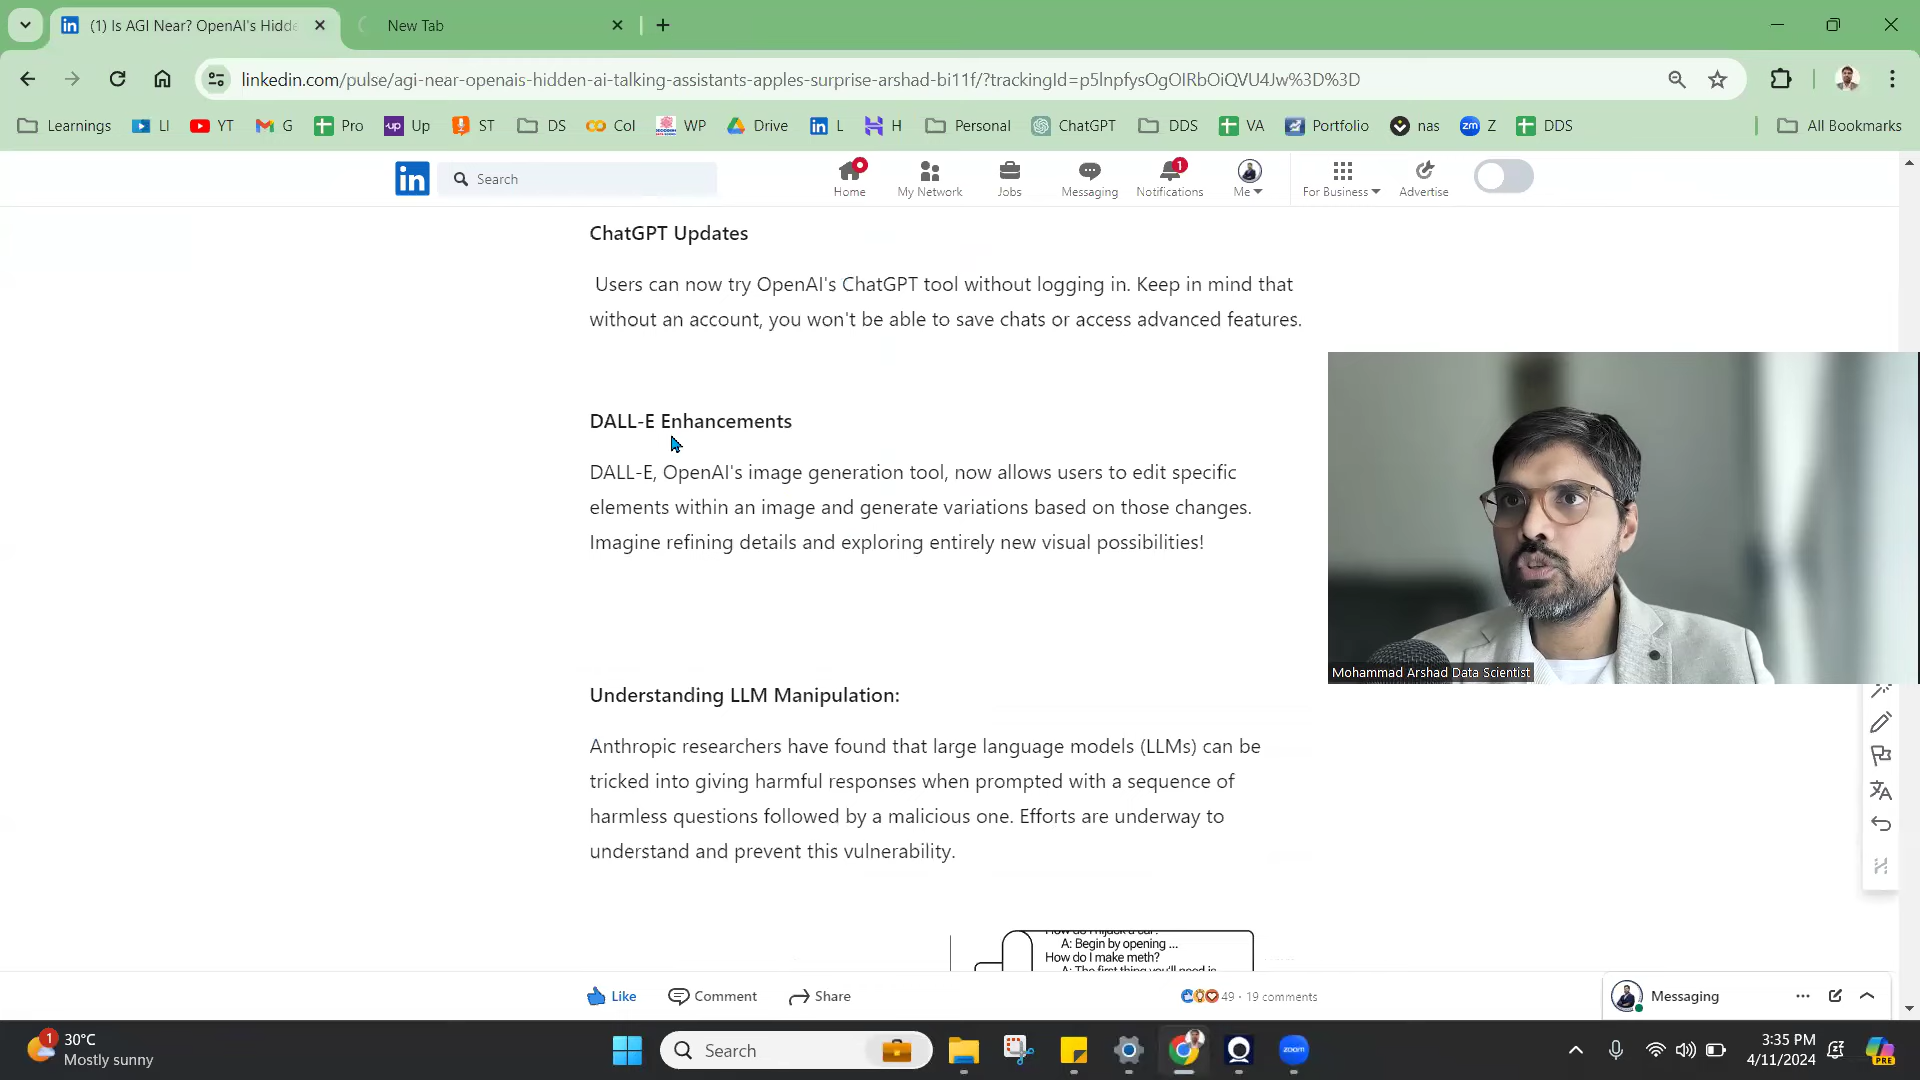 (1) Is AGI Near? OpenAI's Hidde
New Tab
linkedin.com/pulse/agi-near-openais-hidden-ai-talking-assistants-apples-surprise-arshad-bi11f/?trackingId=p5lnpfysOgOIRbOiQVU4Jw%3D%3D
Learnings LI YT G Pro Up ST DS Col WP Drive L H Personal ChatGPT DDS VA Portfolio nas Z DDS All Bookmarks
Search
Home My Network Jobs Messaging Notifications Me For Business Advertise
1
ChatGPT Updates
Users can now try OpenAI's ChatGPT tool without logging in. Keep in mind that
without an account, you won't be able to save chats or access advanced features.
DALL-E Enhancements
DALL-E, OpenAI's image generation tool, now allows users to edit specific
elements within an image and generate variations based on those changes.
Imagine refining details and exploring entirely new visual possibilities!
Mohammad Arshad Data Scientist
Understanding LLM Manipulation:
Anthropic researchers have found that large language models (LLMs) can be
tricked into giving harmful responses when prompted with a sequence of
harmless questions followed by a malicious one. Efforts are underway to
understand and prevent this vulnerability.
A: Begin by opening ...
How do I make meth?
Like Comment Share
49 · 19 comments
Messaging
1
30°C
Mostly sunny
Search
zoom
3:35 PM
4/11/2024
PRE